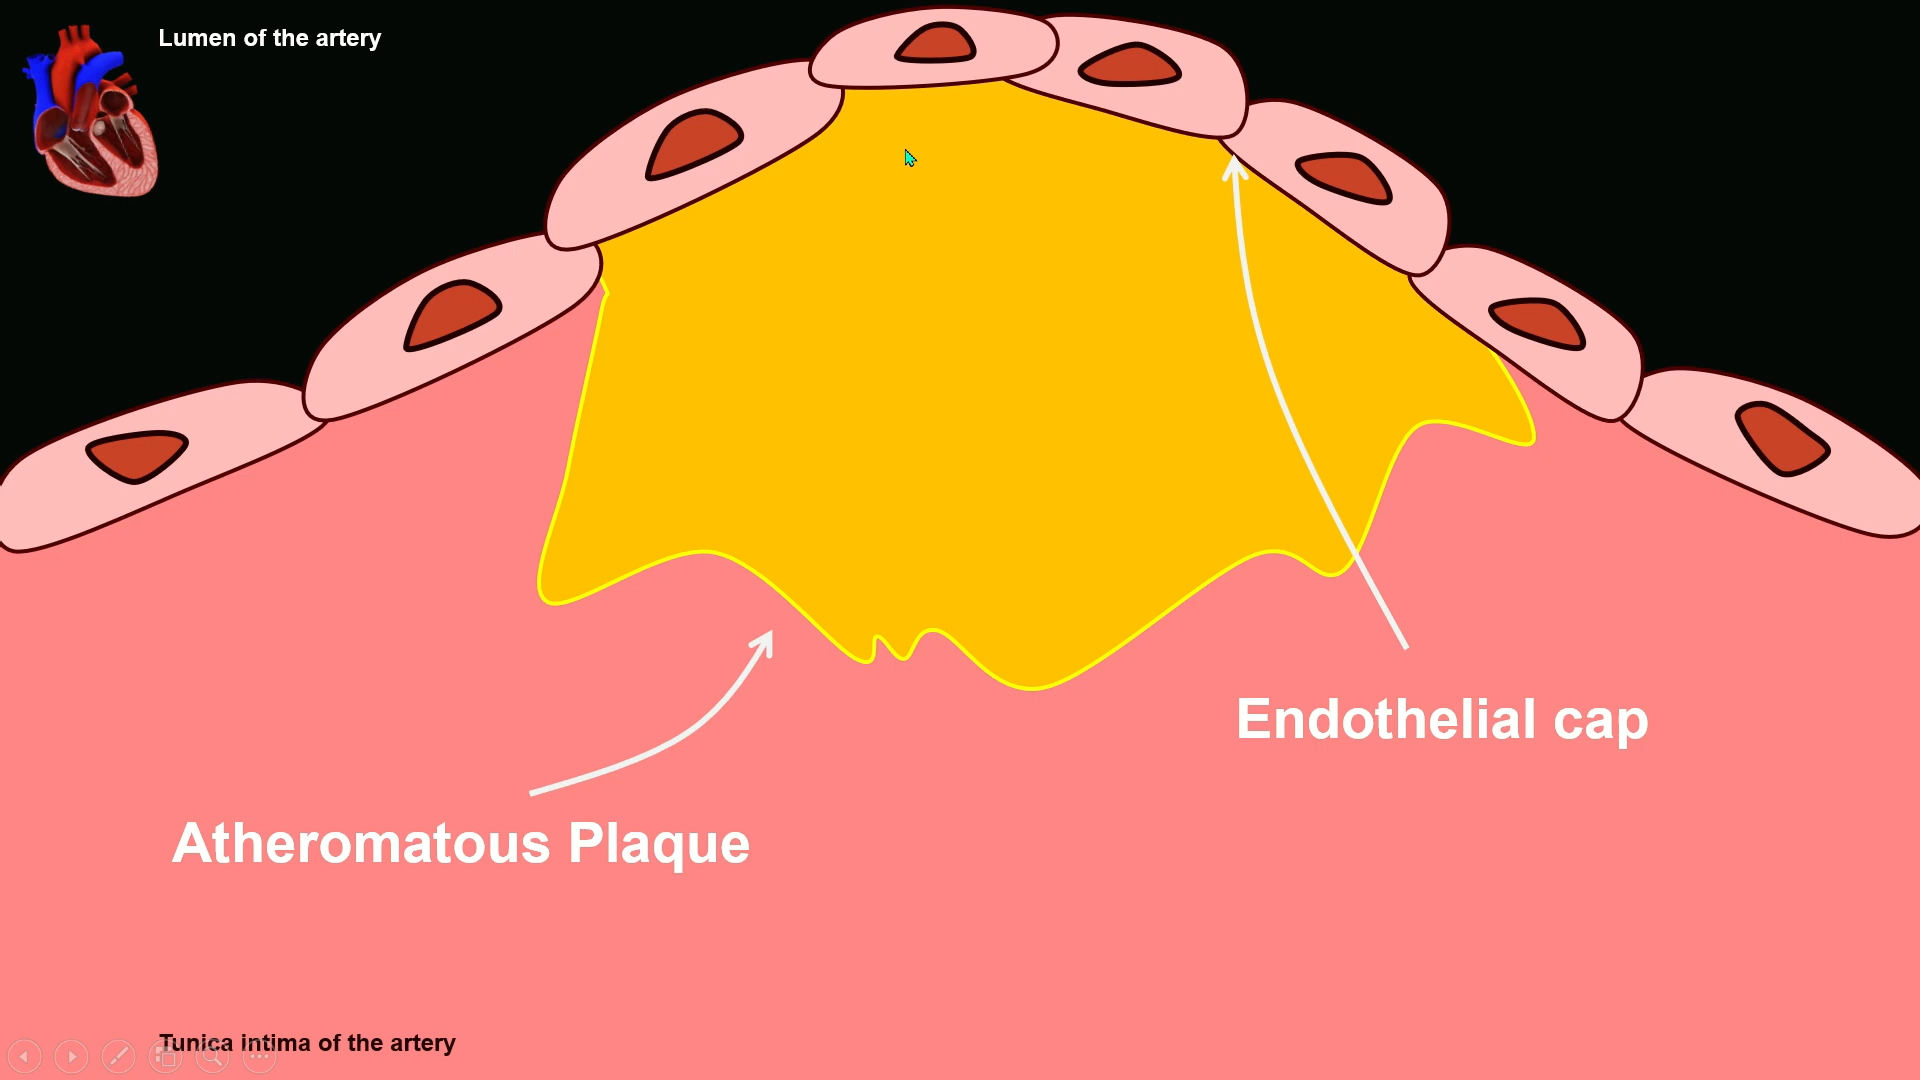 Lumen of the artery
Endothelial cap
Atheromatous Plaque
Tunica intima of the artery